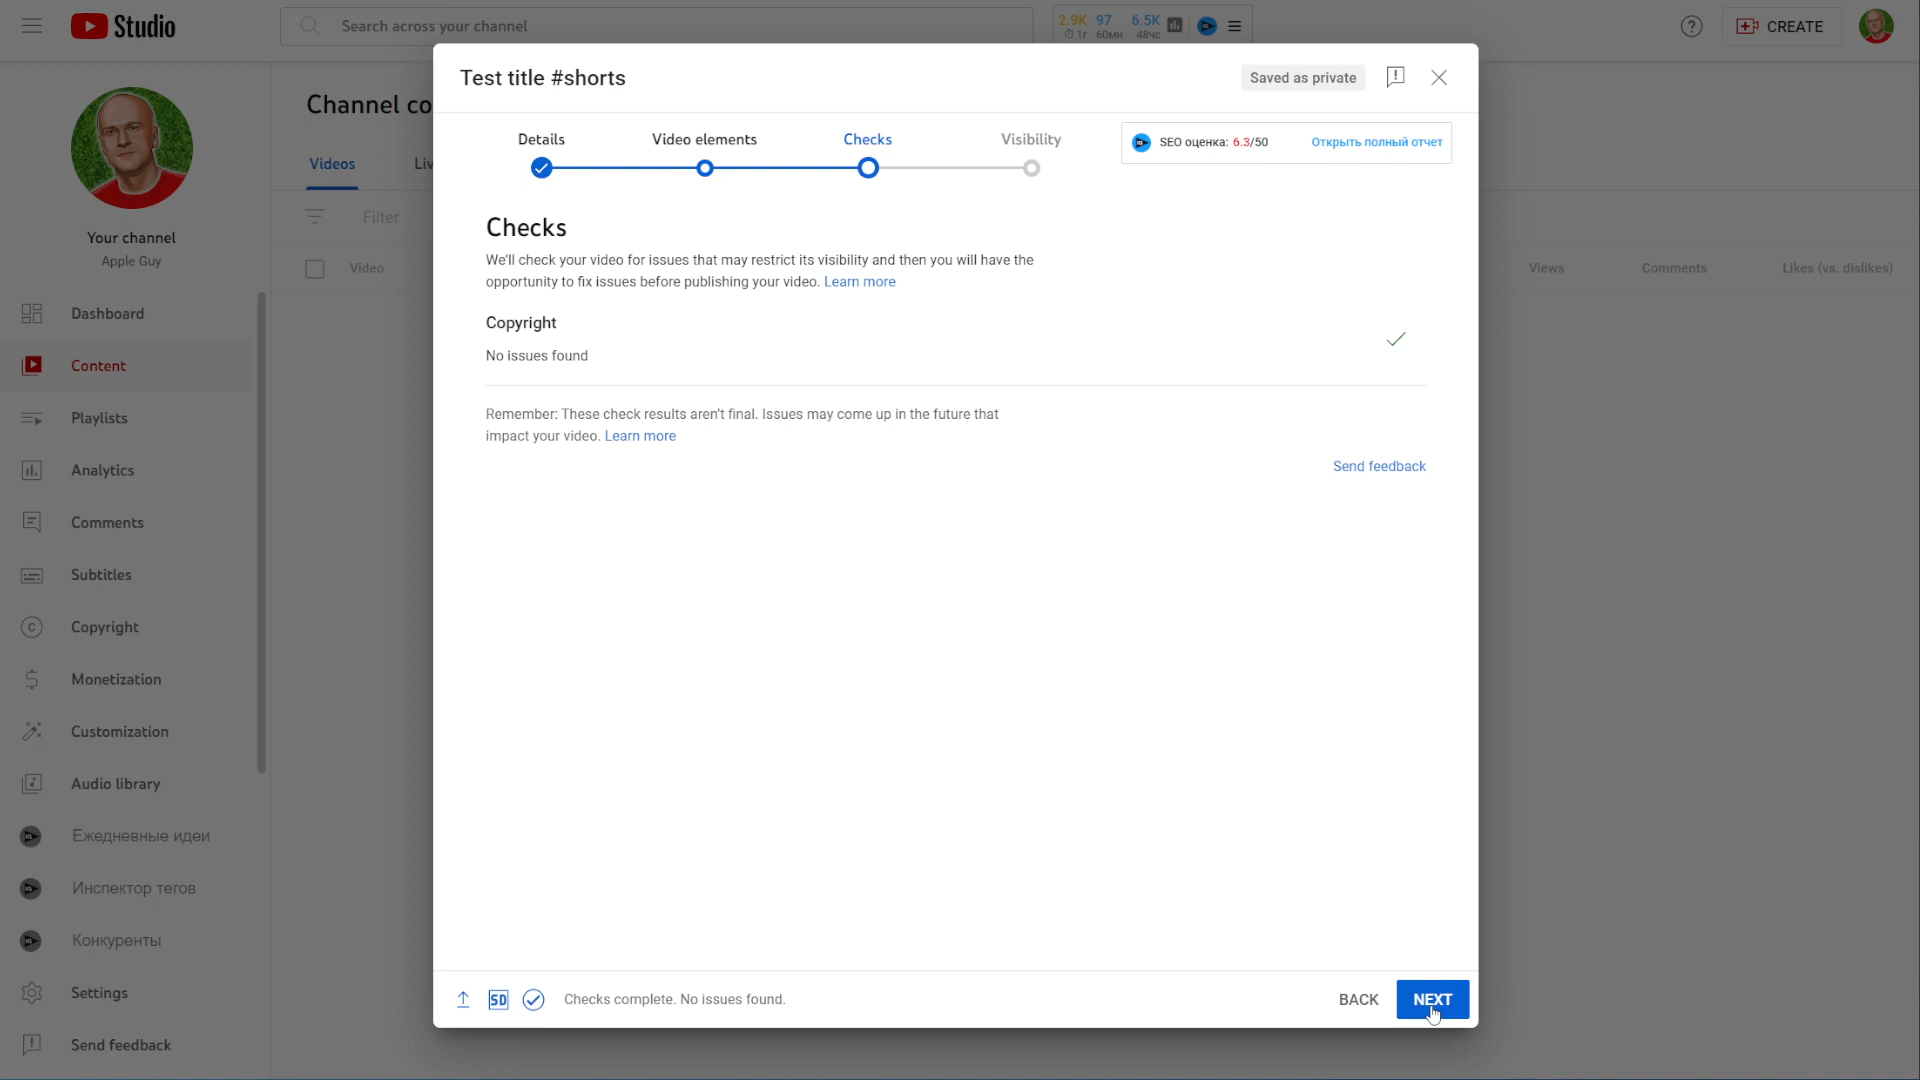 Studio
Search across your channel
2.9K 97 6.5K
1г 60мн 48чс
CREATE
Test title #shorts
Saved as private
Channel co
Details
Video elements
Checks
Visibility
SEO оценка: 6.3/50
Открыть полный отчет
Videos
Liv
Filter
Your channel
Apple Guy
Video
Views
Comments
Likes (vs. dislikes)
Checks
We'll check your video for issues that may restrict its visibility and then you will have the
opportunity to fix issues before publishing your video. Learn more
Copyright
No issues found
Remember: These check results aren't final. Issues may come up in the future that
impact your video. Learn more
Send feedback
Dashboard
Content
Playlists
Analytics
Comments
Subtitles
Copyright
Monetization
Customization
Audio library
Ежедневные идеи
Инспектор тегов
Конкуренты
Settings
Send feedback
SD
Checks complete. No issues found.
BACK
NEXT